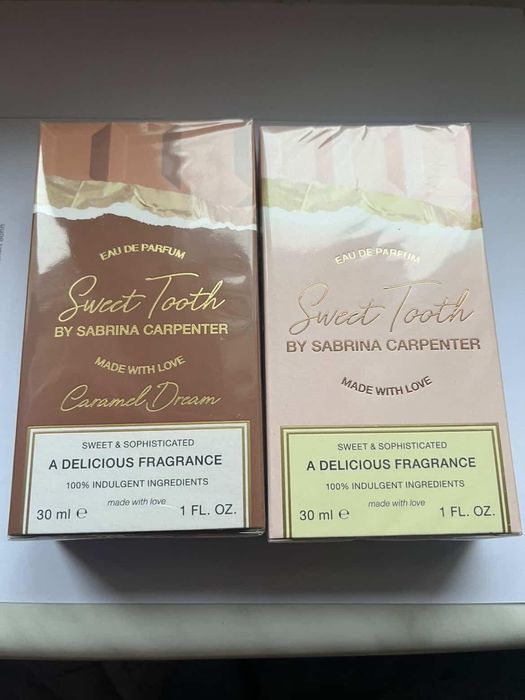 EAU DE PARFUM
Sweet Tooth
BY SABRINA CARPENTER
MADE WITH LOVE
Caramel Dream
SWEET & SOPHISTICATED
A DELICIOUS FRAGRANCE
100% INDULGENT INGREDIENTS
made with love
30 ml ℮ 1 FL. OZ.
EAU DE PARFUM
Sweet Tooth
BY SABRINA CARPENTER
MADE WITH LOVE
SWEET & SOPHISTICATED
A DELICIOUS FRAGRANCE
100% INDULGENT INGREDIENTS
made with love
30 ml ℮ 1 FL. OZ.